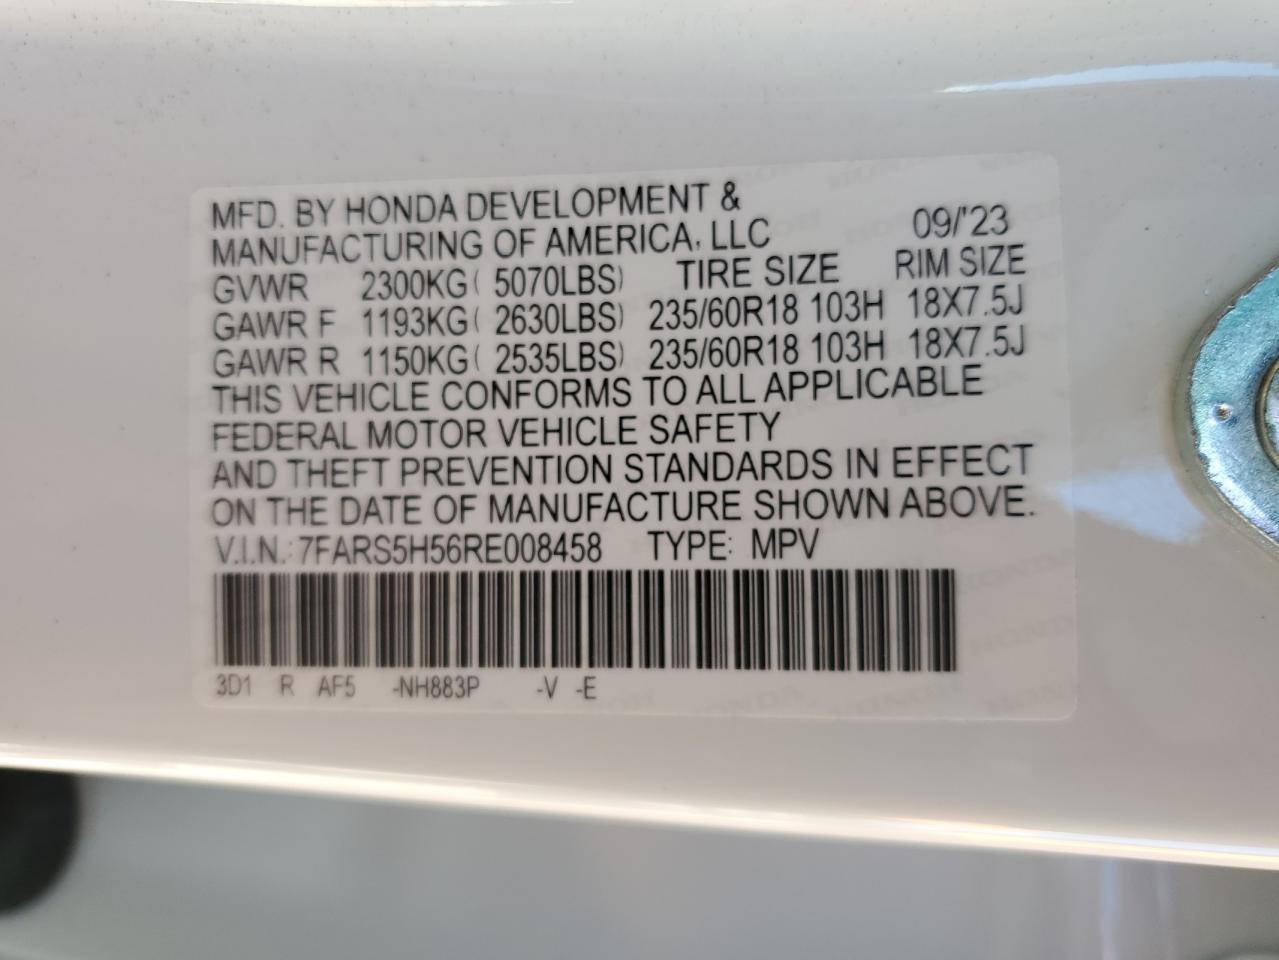 MFD. BY HONDA DEVELOPMENT &
MANUFACTURING OF AMERICA, LLC 09/'23
GVWR 2300KG( 5070LBS) TIRE SIZE RIM SIZE
GAWR F 1193KG( 2630LBS) 235/60R18 103H 18X7.5J
GAWR R 1150KG( 2535LBS) 235/60R18 103H 18X7.5J
THIS VEHICLE CONFORMS TO ALL APPLICABLE
FEDERAL MOTOR VEHICLE SAFETY
AND THEFT PREVENTION STANDARDS IN EFFECT
ON THE DATE OF MANUFACTURE SHOWN ABOVE.
V.I.N.: 7FARS5H56RE008458 TYPE: MPV
3D1 R AF5 -NH883P -V -E